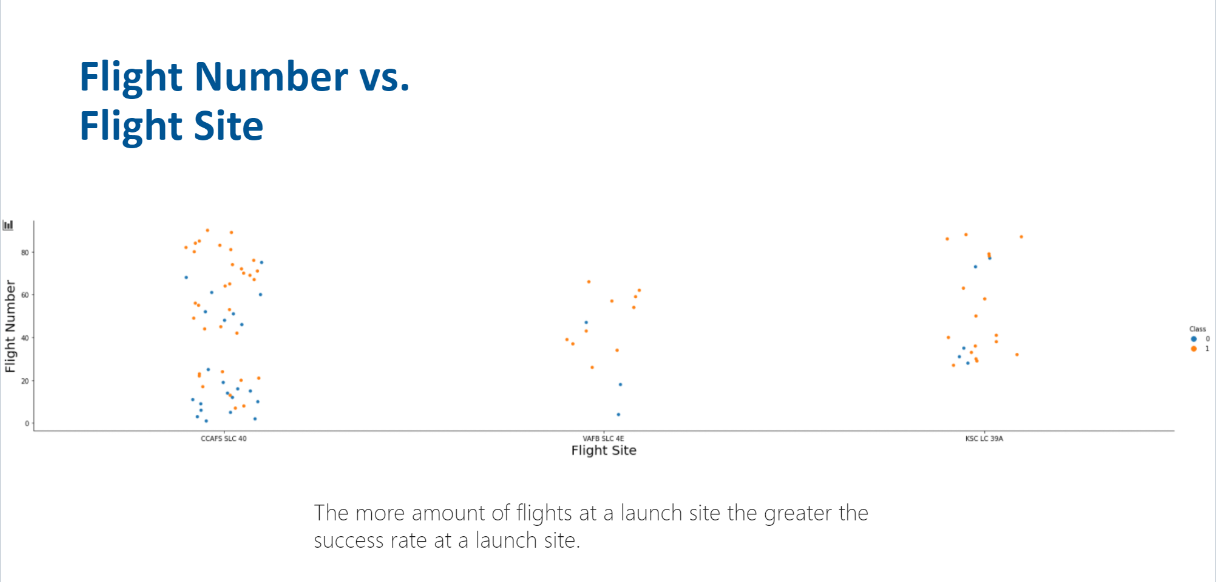 Flight Number vs.
Flight Site
80
60
40
20
0
Flight Number
CCAFS SLC 40
VAFB SLC 4E
KSC LC 39A
Flight Site
Class
0
1
The more amount of flights at a launch site the greater the
success rate at a launch site.